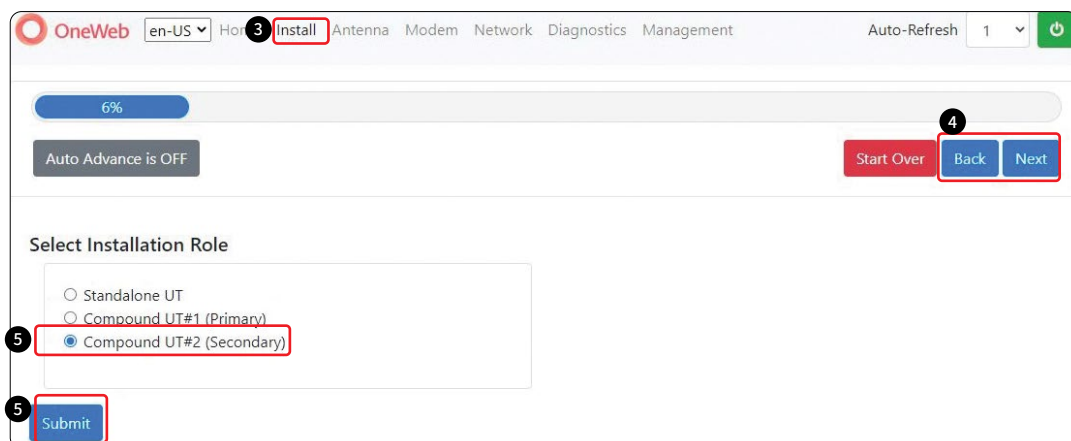 OneWeb en-US Hom 3 Install Antenna Modem Network Diagnostics Management Auto-Refresh 1
6%
4
Auto Advance is OFF Start Over Back Next
Select Installation Role
Standalone UT
Compound UT#1 (Primary)
5 Compound UT#2 (Secondary)
5 Submit